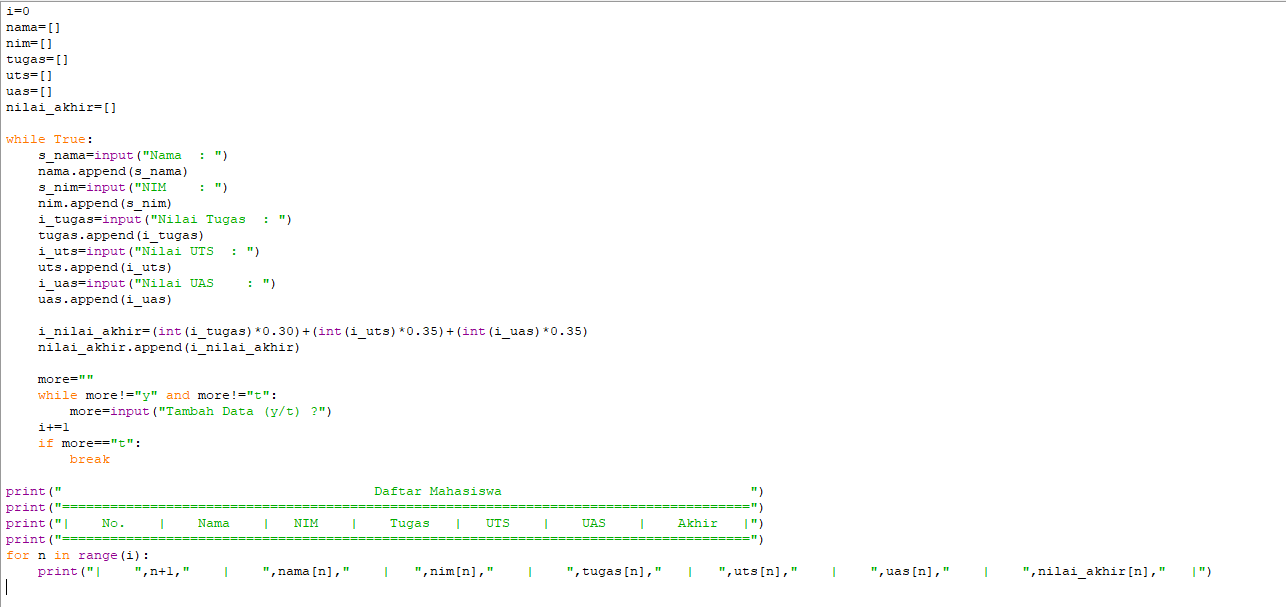 i=0
nama=[]
nim=[]
tugas=[]
uts=[]
uas=[]
nilai_akhir=[]

while True:
    s_nama=input("Nama  : ")
    nama.append(s_nama)
    s_nim=input("NIM    : ")
    nim.append(s_nim)
    i_tugas=input("Nilai Tugas  : ")
    tugas.append(i_tugas)
    i_uts=input("Nilai UTS  : ")
    uts.append(i_uts)
    i_uas=input("Nilai UAS    : ")
    uas.append(i_uas)

    i_nilai_akhir=(int(i_tugas)*0.30)+(int(i_uts)*0.35)+(int(i_uas)*0.35)
    nilai_akhir.append(i_nilai_akhir)

    more=""
    while more!="y" and more!="t":
        more=input("Tambah Data (y/t) ?")
    i+=1
    if more=="t":
        break

print("                                       Daftar Mahasiswa                               ")
print("======================================================================================")
print("|    No.    |    Nama    |   NIM    |    Tugas   |   UTS    |    UAS    |    Akhir   |")
print("======================================================================================")
for n in range(i):
    print("|    ",n+1,"    |    ",nama[n],"    |   ",nim[n],"    |    ",tugas[n],"   |   ",uts[n],"    |    ",uas[n],"    |    ",nilai_akhir[n],"   |")